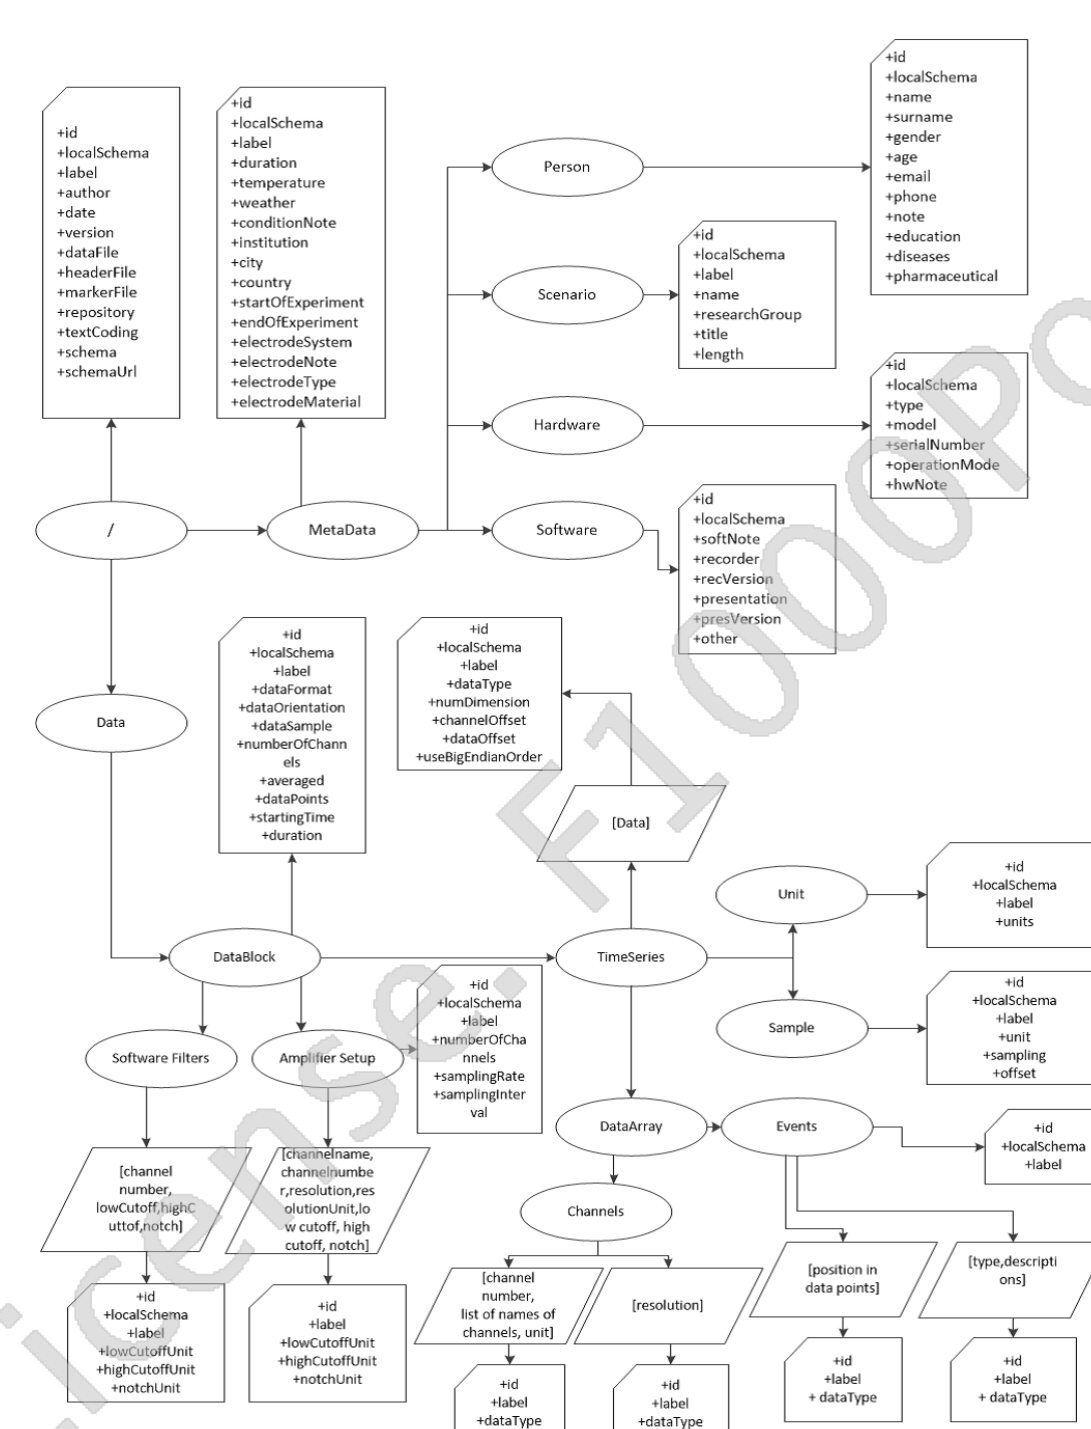 +id
+localSchema
+label
+author
+date
+version
+dataFile
+headerFile
+markerFile
+repository
+textCoding
+schema
+schemaUrl
+id
+localSchema
+label
+duration
+temperature
+weather
+conditionNote
+institution
+city
+country
+startOfExperiment
+endOfExperiment
+electrodeSystem
+electrodeNote
+electrodeType
+electrodeMaterial
Person
+id
+localSchema
+name
+surname
+gender
+age
+email
+phone
+note
+education
+diseases
+pharmaceutical
Scenario
+id
+localSchema
+label
+name
+researchGroup
+title
+length
Hardware
+id
+localSchema
+type
+model
+serialNumber
+operationMode
+hwNote
/
MetaData
Software
+id
+localSchema
+softNote
+recorder
+recVersion
+presentation
+presVersion
+other
Data
+id
+localSchema
+label
+dataFormat
+dataOrientation
+dataSample
+numberOfChann
els
+averaged
+dataPoints
+startingTime
+duration
+id
+localSchema
+label
+dataType
+numDimension
+channelOffset
+dataOffset
+useBigEndianOrder
[Data]
Unit
+id
+localSchema
+label
+units
DataBlock
TimeSeries
Sample
+id
+localSchema
+label
+unit
+sampling
+offset
Software Filters
Amplifier Setup
+id
+localSchema
+label
+numberOfCha
nnels
+samplingRate
+samplingInter
val
DataArray
Events
+id
+localSchema
+label
[channel
number,
lowCutoff,highC
uttof,notch]
[channelname,
channelnumbe
r,resolution,res
olutionUnit,lo
w cutoff, high
cutoff, notch]
Channels
[channel
number,
list of names of
channels, unit]
[resolution]
[position in
data points]
[type,descripti
ons]
+id
+localSchema
+label
+lowCutoffUnit
+highCutoffUnit
+notchUnit
+id
+label
+lowCutoffUnit
+highCutoffUnit
+notchUnit
+id
+label
+dataType
+id
+label
+dataType
+id
+label
+ dataType
+id
+label
+ dataType
icense. F1000Po